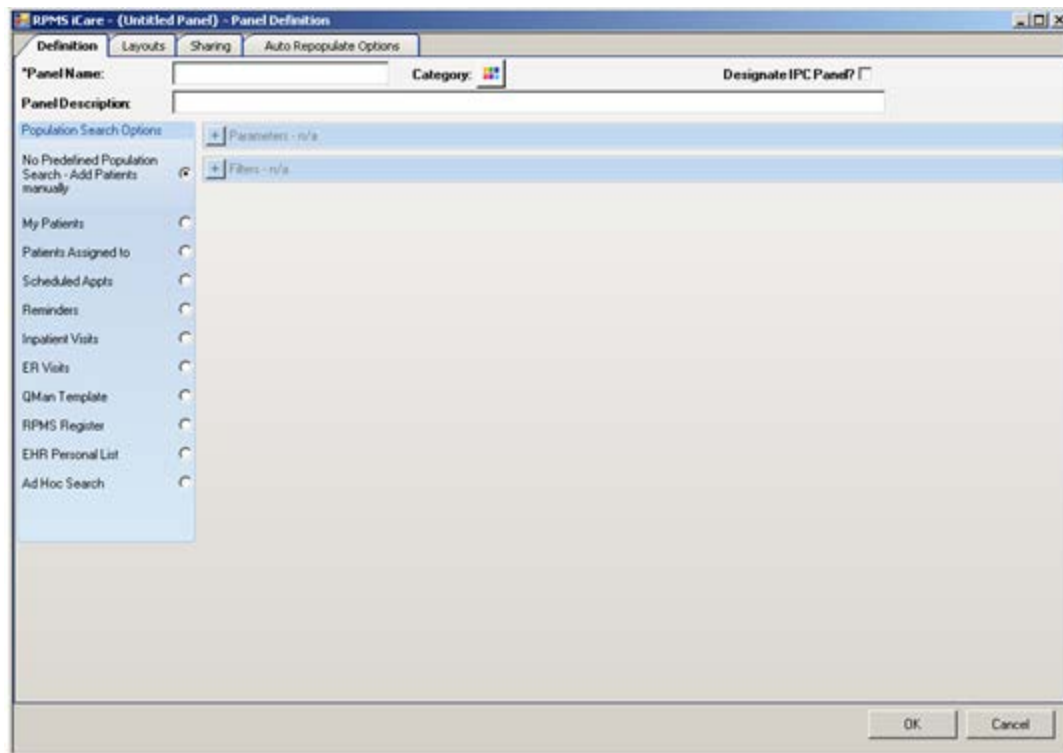 RPMS iCare - {Untitled Panel} - Panel Definition
Definition Layouts Sharing Auto Repopulate Options
*Panel Name: Category: Designate IPC Panel?
Panel Description:
Population Search Options
+ Parameters - n/a
No Predefined Population
Search - Add Patients
manually
+ Filters - n/a
My Patients
Patients Assigned to
Scheduled Appts
Reminders
Inpatient Visits
ER Visits
QMan Template
RPMS Register
EHR Personal List
Ad Hoc Search
OK Cancel